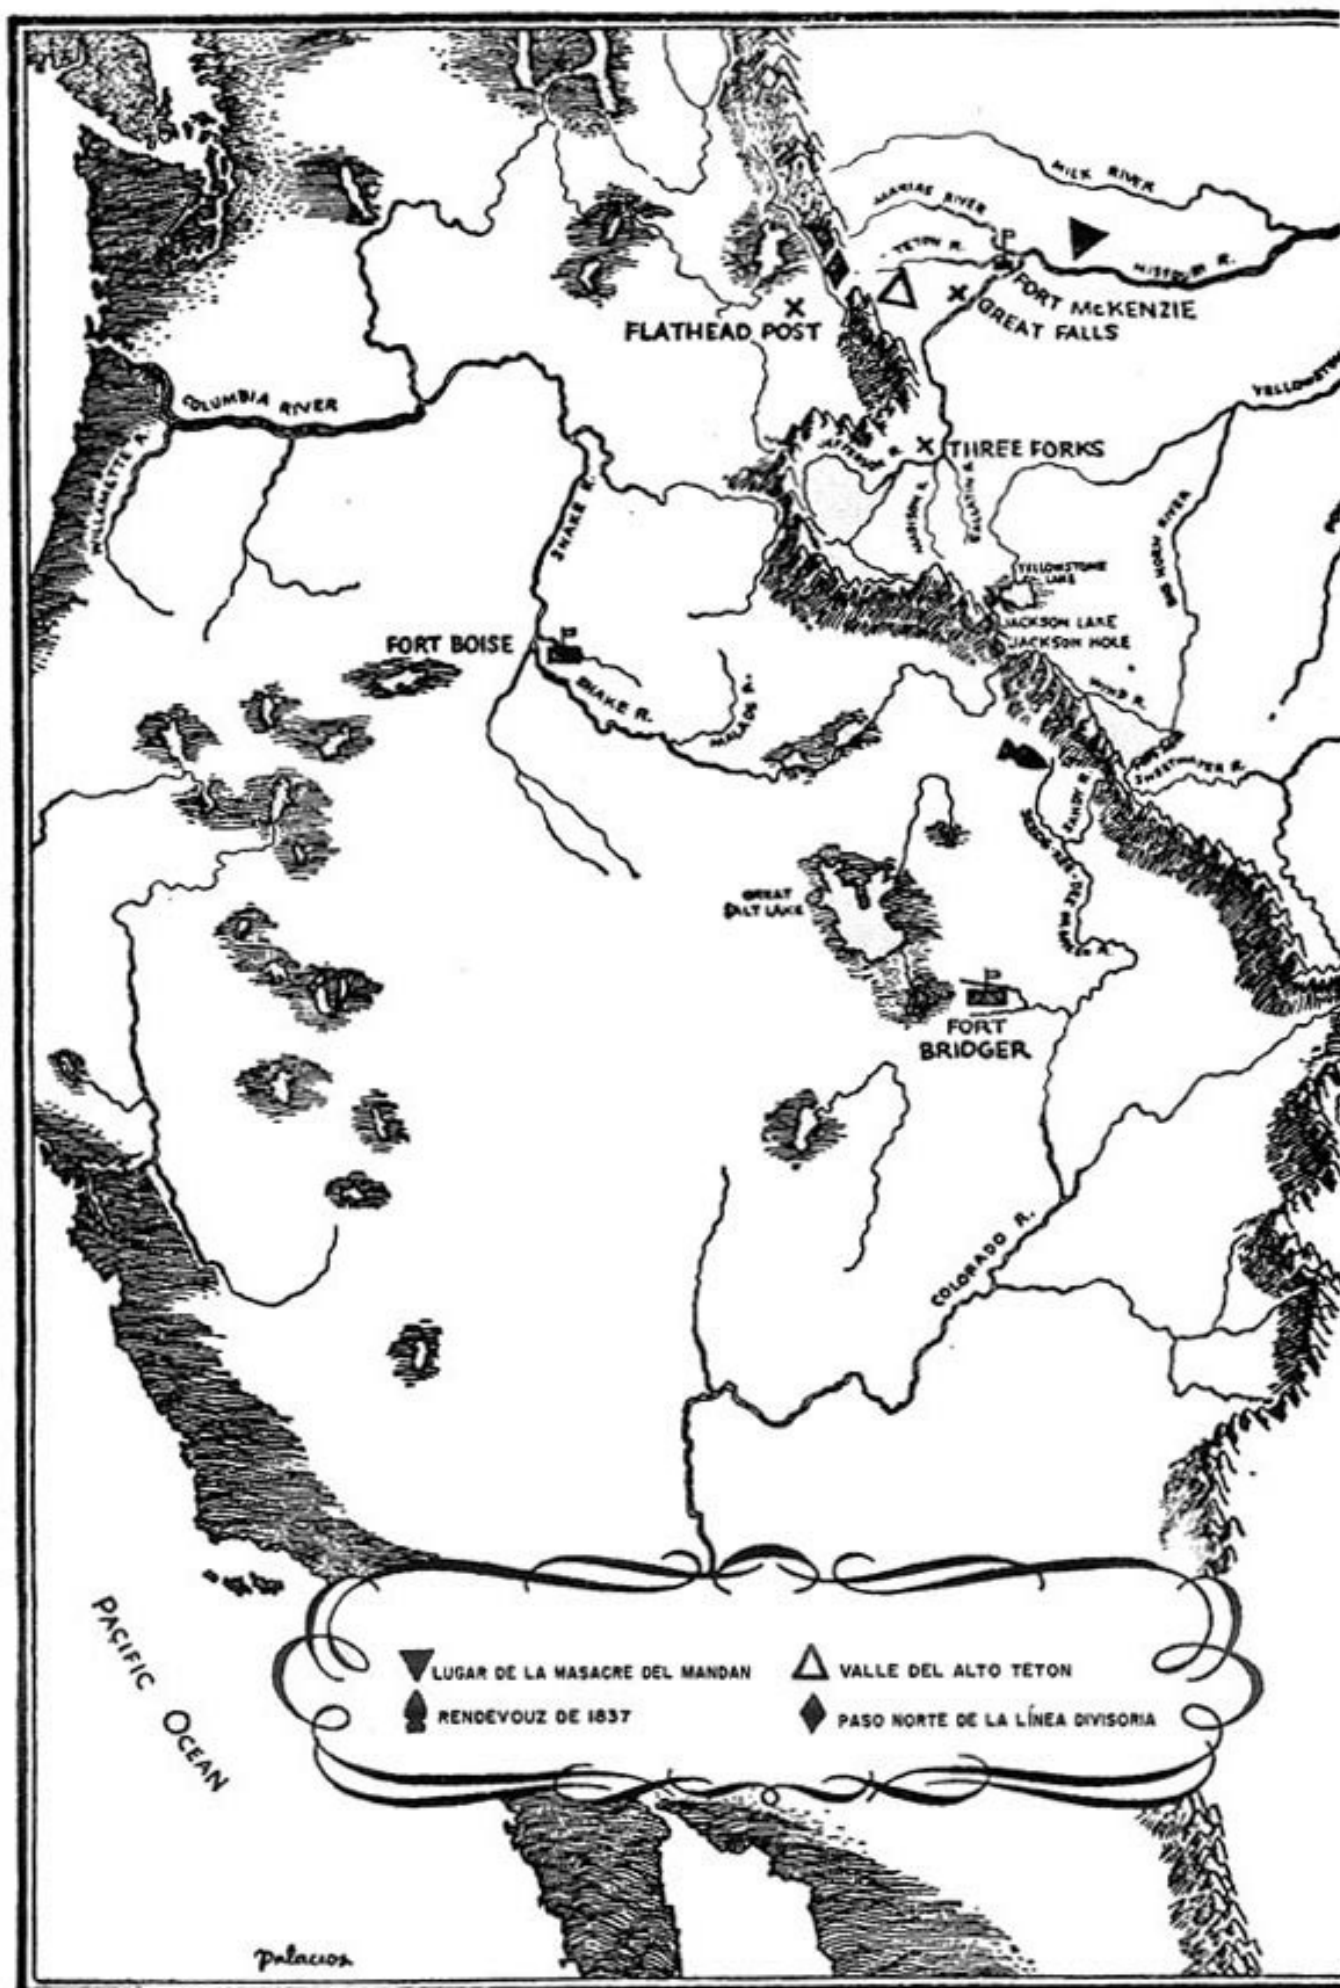 MILK RIVER
MARIAE RIVER
TETON R.
MISSOURI R.
FORT McKENZIE
GREAT FALLS
FLATHEAD POST
COLUMBIA RIVER
WILLAMETTE R.
JEFFERSON R.
THREE FORKS
MADISON R.
GALLATIN R.
BIG HORN RIVER
SNAKE R.
YELLOWSTONE
LAKE
JACKSON LAKE
JACKSON HOLE
FORT BOISE
SNAKE R.
MALADE R.
WIND R.
SWEETWATER R.
SANDY R.
GREAT
SALT LAKE
FORT
BRIDGER
COLORADO R.
PACIFIC OCEAN
LUGAR DE LA MASACRE DEL MANDAN
VALLE DEL ALTO TETON
RENDEVOUZ DE 1837
PASO NORTE DE LA LÍNEA DIVISORIA
Palacios